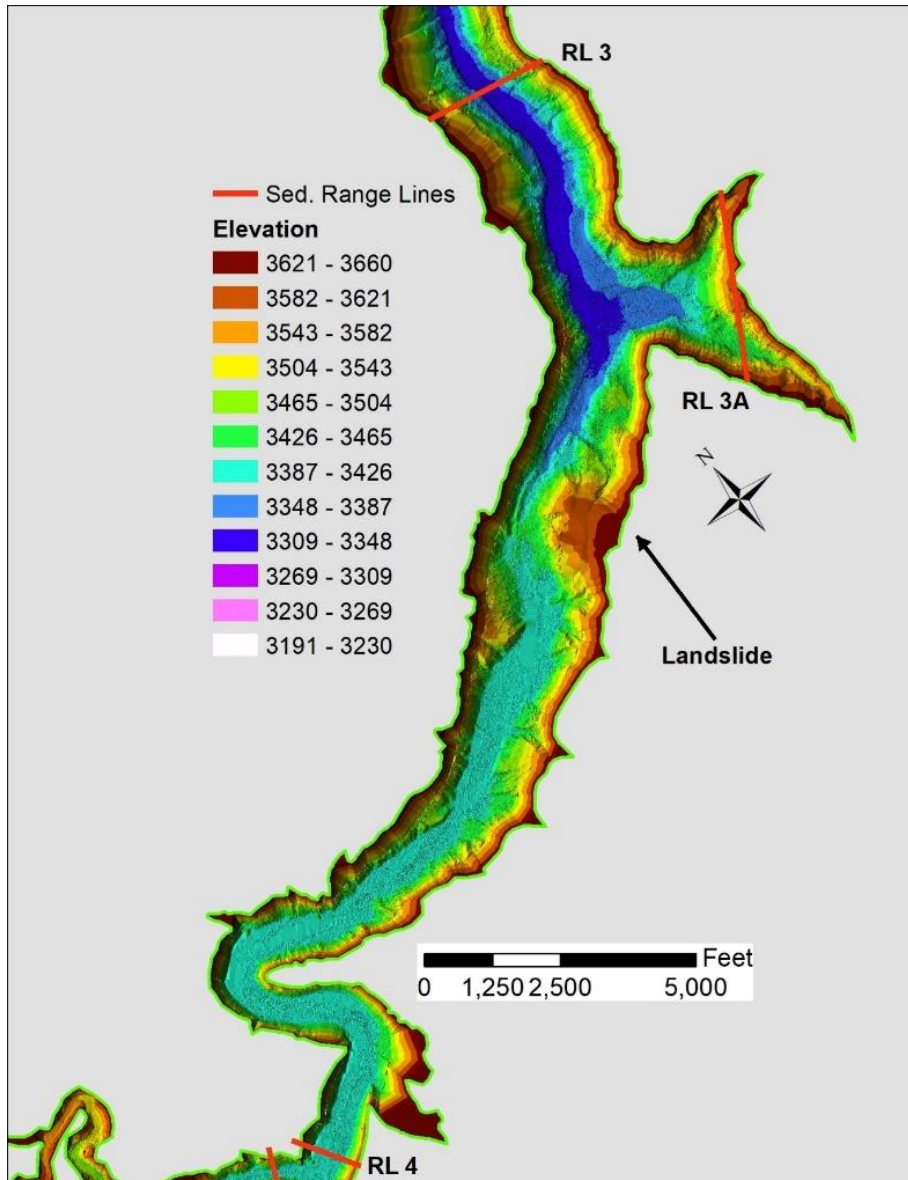 RL 3
Sed. Range Lines
Elevation
3621 - 3660
3582 - 3621
3543 - 3582
3504 - 3543
3465 - 3504
3426 - 3465
3387 - 3426
3348 - 3387
3309 - 3348
3269 - 3309
3230 - 3269
3191 - 3230
RL 3A
N
Landslide
Feet
0 1,250 2,500 5,000
RL 4